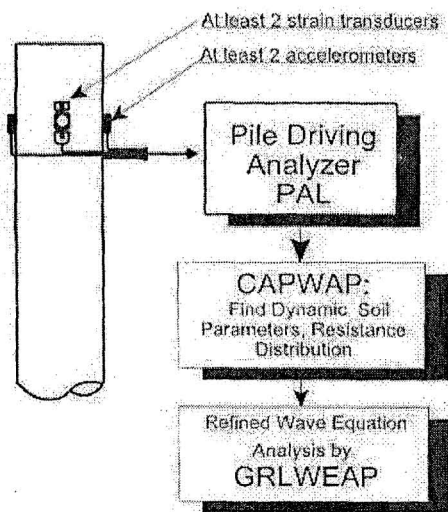 At least 2 strain transducers
At least 2 accelerometers
Pile Driving
Analyzer
PAL
CAPWAP:
Find Dynamic Soil
Parameters, Resistance
Distribution
Refined Wave Equation
Analysis by
GRLWEAP